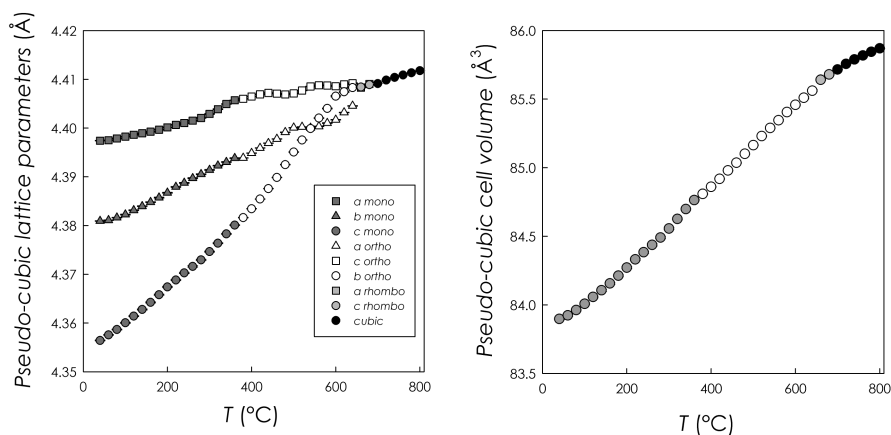 Pseudo-cubic lattice parameters (Å)
4.42
4.41
4.40
4.39
4.38
4.37
4.36
4.35
0 200 400 600 800
T (°C)
a mono
b mono
c mono
a ortho
c ortho
b ortho
a rhombo
c rhombo
cubic
Pseudo-cubic cell volume (Å³)
86.0
85.5
85.0
84.5
84.0
83.5
0 200 400 600 800
T (°C)